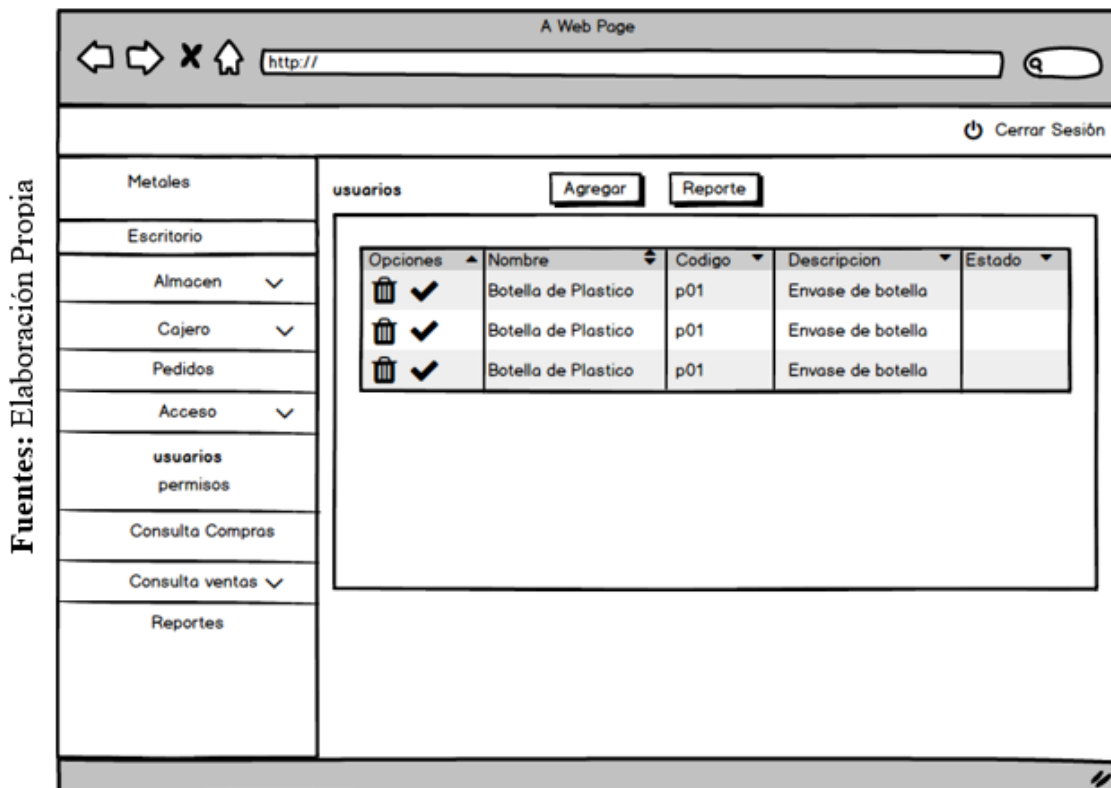 A Web Page
http://
Cerrar Sesión
Metales
Escritorio
Almacen
Cajero
Pedidos
Acceso
usuarios
permisos
Consulta Compras
Consulta ventas
Reportes
usuarios Agregar Reporte
Opciones Nombre Codigo Descripcion Estado
Botella de Plastico p01 Envase de botella
Botella de Plastico p01 Envase de botella
Botella de Plastico p01 Envase de botella
Fuentes: Elaboración Propia